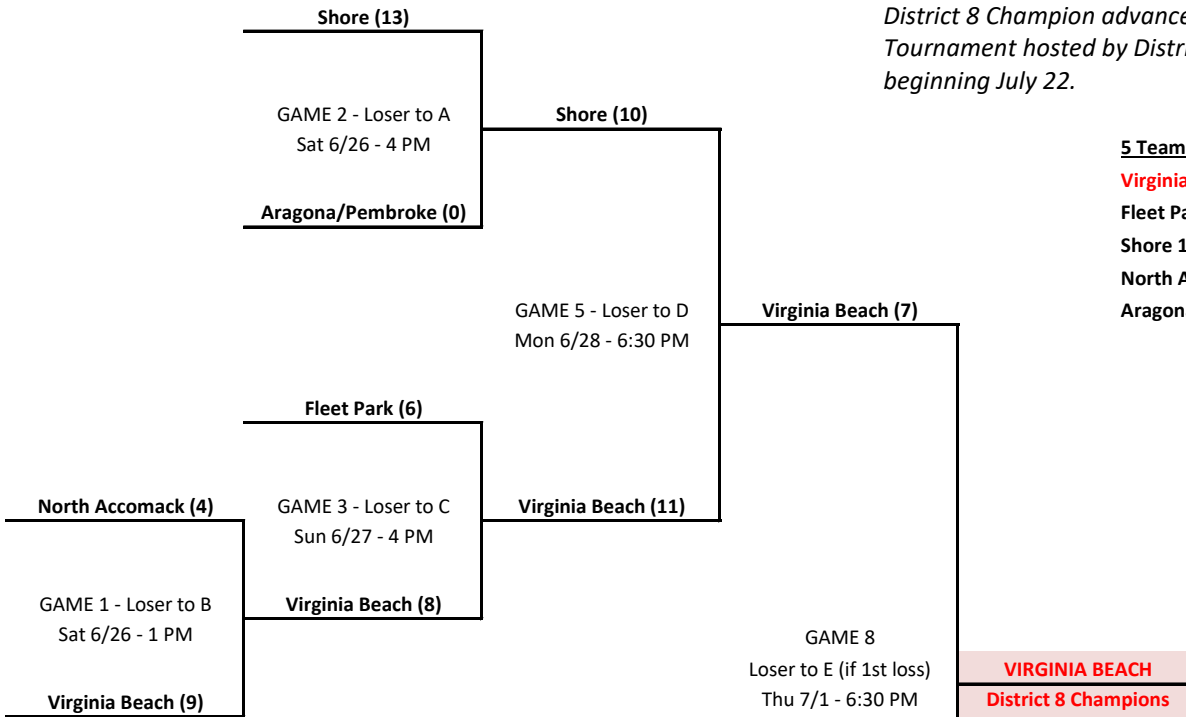 Shore (13)
District 8 Champion advance
Tournament hosted by Distri
beginning July 22.
GAME 2 - Loser to A
Sat 6/26 - 4 PM
Shore (10)
5 Team
Virginia
Fleet Pa
Shore 1
North A
Aragon
Aragona/Pembroke (0)
GAME 5 - Loser to D
Mon 6/28 - 6:30 PM
Virginia Beach (7)
Fleet Park (6)
North Accomack (4)
GAME 3 - Loser to C
Sun 6/27 - 4 PM
Virginia Beach (11)
GAME 1 - Loser to B
Sat 6/26 - 1 PM
Virginia Beach (8)
GAME 8
Loser to E (if 1st loss)
Thu 7/1 - 6:30 PM
VIRGINIA BEACH
District 8 Champions
Virginia Beach (9)